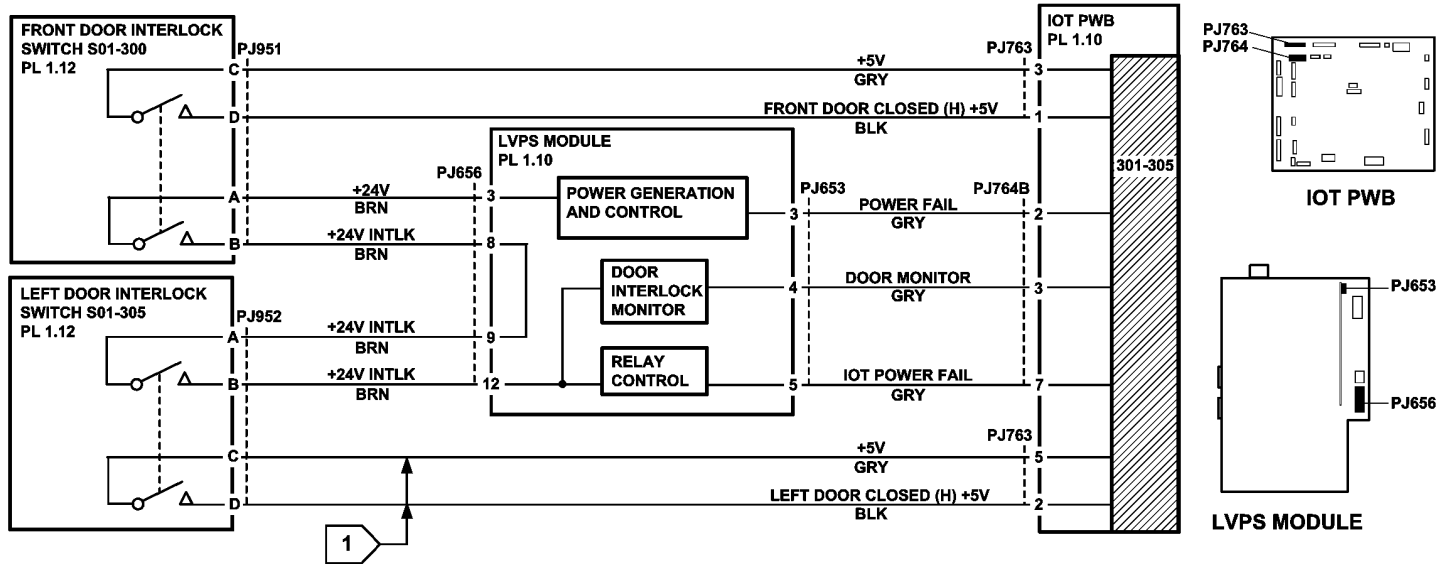 FRONT DOOR INTERLOCK
SWITCH S01-300
PL 1.12
PJ951
C
D
A
B
+5V
GRY
FRONT DOOR CLOSED (H) +5V
BLK
PJ763
3
1
IOT PWB
PL 1.10
301-305
LVPS MODULE
PL 1.10
PJ656
+24V
BRN
3
+24V INTLK
BRN
8
POWER GENERATION
AND CONTROL
DOOR
INTERLOCK
MONITOR
RELAY
CONTROL
PJ653
PJ764B
3
POWER FAIL
GRY
2
4
DOOR MONITOR
GRY
3
5
IOT POWER FAIL
GRY
7
LEFT DOOR INTERLOCK
SWITCH S01-305
PL 1.12
PJ952
A
B
C
D
+24V INTLK
BRN
9
+24V INTLK
BRN
12
PJ763
+5V
GRY
5
LEFT DOOR CLOSED (H) +5V
BLK
2
1
PJ763
PJ764
IOT PWB
PJ653
PJ656
LVPS MODULE